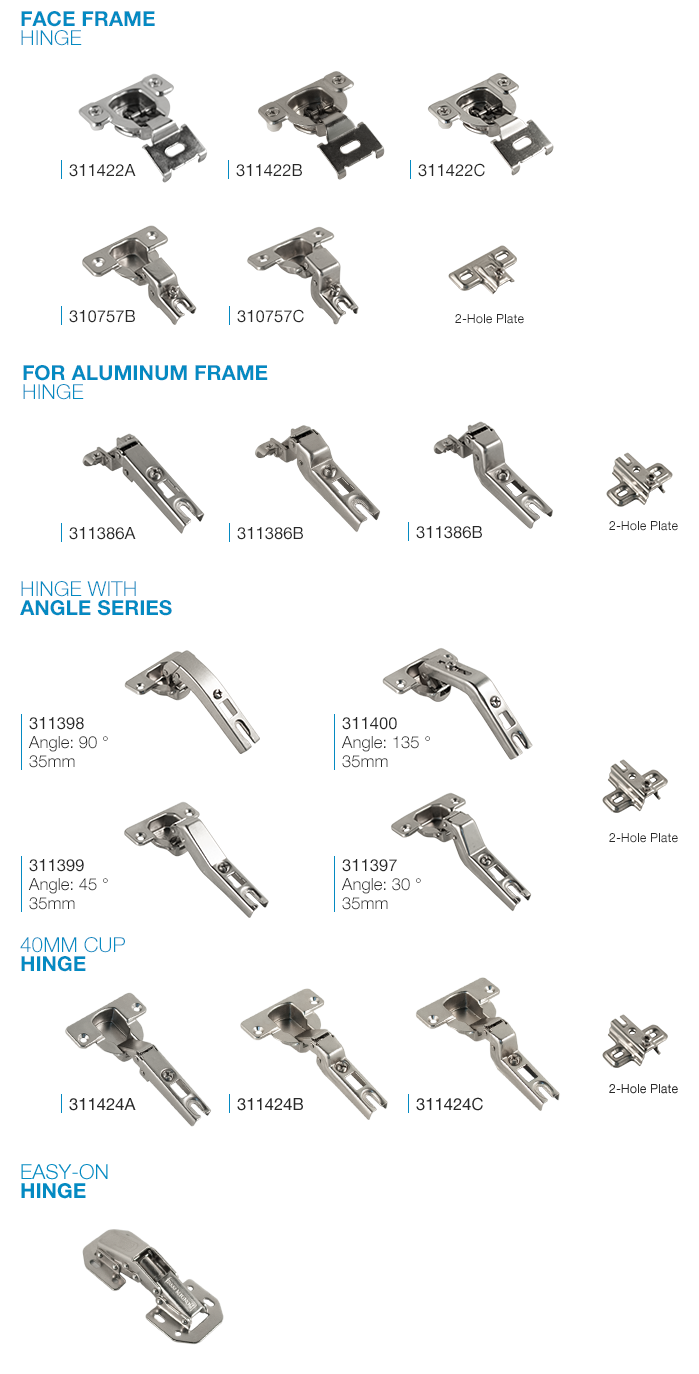 FACE FRAME
HINGE
311422A
311422B
311422C
310757B
310757C
2-Hole Plate
FOR ALUMINUM FRAME
HINGE
311386A
311386B
311386B
2-Hole Plate
HINGE WITH
ANGLE SERIES
311398
Angle: 90 °
35mm
311400
Angle: 135 °
35mm
2-Hole Plate
311399
Angle: 45 °
35mm
311397
Angle: 30 °
35mm
40MM CUP
HINGE
311424A
311424B
311424C
2-Hole Plate
EASY-ON
HINGE